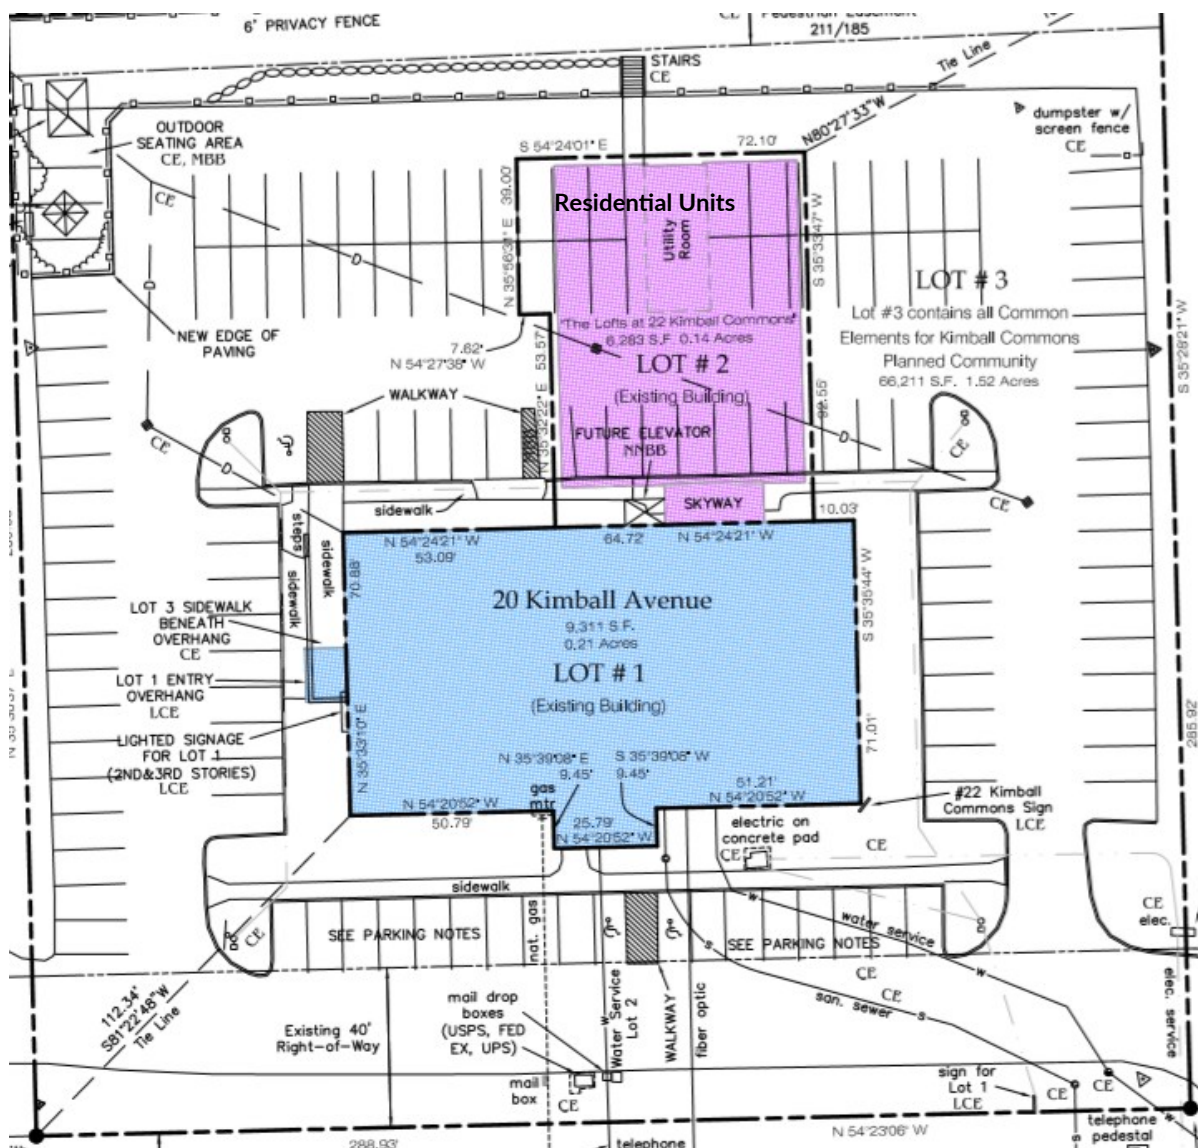 6' PRIVACY FENCE
CE
Pedestrian Easement
211/185
STAIRS
CE
Tie Line
N80°27'33"W
dumpster w/
screen fence
CE
OUTDOOR
SEATING AREA
CE, MBB
CE
S 54°24'01" E
72.10'
39.00'
N 35°56'31" E
S 35°33'47" W
Residential Units
Utility
Room
D
D
LOT # 3
Lot #3 contains all Common
Elements for Kimball Commons
Planned Community
66,211 S.F. 1.52 Acres
S 35°28'21" W
NEW EDGE OF
PAVING
7.62'
N 54°27'38" W
53.57'
N 35°32'22" E
"The Lofts at 22 Kimball Commons"
6,283 S.F 0.14 Acres
LOT # 2
(Existing Building)
92.55'
WALKWAY
FUTURE ELEVATOR
NNBB
D
D
CE
CE
CE
SKYWAY
sidewalk
10.03'
steps
sidewalk
sidewalk
N 54°24'21" W
53.09'
64.72'
N 54°24'21" W
70.88'
S 35°35'44" W
20 Kimball Avenue
9,311 S.F.
0.21 Acres
LOT # 1
(Existing Building)
LOT 3 SIDEWALK
BENEATH
OVERHANG
CE
LOT 1 ENTRY
OVERHANG
LCE
LIGHTED SIGNAGE
FOR LOT 1
(2ND&3RD STORIES)
LCE
N 35°33'10" E
71.01'
285.92'
N 35°39'08" E
9.45'
S 35°39'08" W
9.45'
gas
mtr
N 54°20'52" W
50.79'
25.79'
N 54°20'52" W
51.21'
N 54°20'52" W
#22 Kimball
Commons Sign
LCE
electric on
concrete pad
CE
CE
sidewalk
CE
elec.
CE
SEE PARKING NOTES
nat. gas
SEE PARKING NOTES
w
water service
w
s
san. sewer
s
CE
CE
112.34'
S81°22'48"W
Tie Line
Existing 40'
Right-of-Way
mail drop
boxes
(USPS, FED
EX, UPS)
w
Water Service
Lot 2
WALKWAY
fiber optic
elec. service
mail
box
CE
sign for
Lot 1
LCE
CE
CE
288.93'
telephone
N 54°23'06" W
s
w
telephone
pedestal